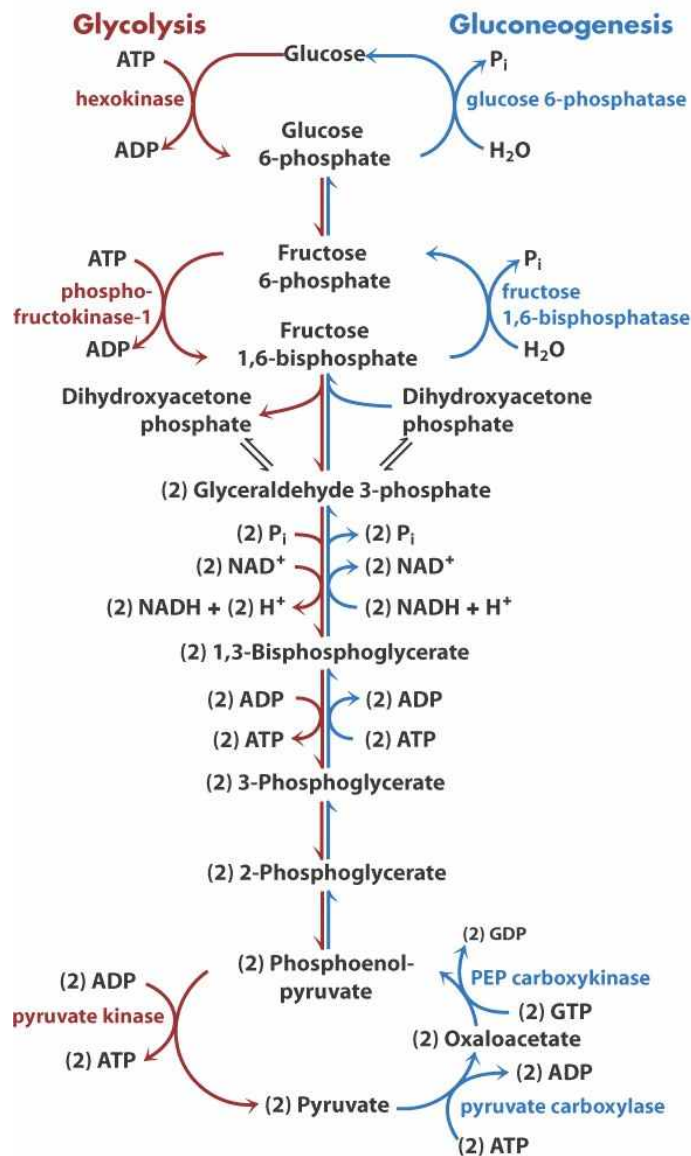 Glycolysis
Gluconeogenesis
ATP
Glucose
Pi
hexokinase
glucose 6-phosphatase
ADP
Glucose
6-phosphate
H2O
ATP
Fructose
6-phosphate
Pi
phospho-
fructokinase-1
fructose
1,6-bisphosphatase
ADP
Fructose
1,6-bisphosphate
H2O
Dihydroxyacetone
phosphate
Dihydroxyacetone
phosphate
(2) Glyceraldehyde 3-phosphate
(2) Pi
(2) Pi
(2) NAD+
(2) NAD+
(2) NADH + (2) H+
(2) NADH + H+
(2) 1,3-Bisphosphoglycerate
(2) ADP
(2) ADP
(2) ATP
(2) ATP
(2) 3-Phosphoglycerate
(2) 2-Phosphoglycerate
(2) GDP
(2) Phosphoenol-
pyruvate
PEP carboxykinase
(2) ADP
(2) GTP
pyruvate kinase
(2) Oxaloacetate
(2) ATP
(2) ADP
(2) Pyruvate
pyruvate carboxylase
(2) ATP